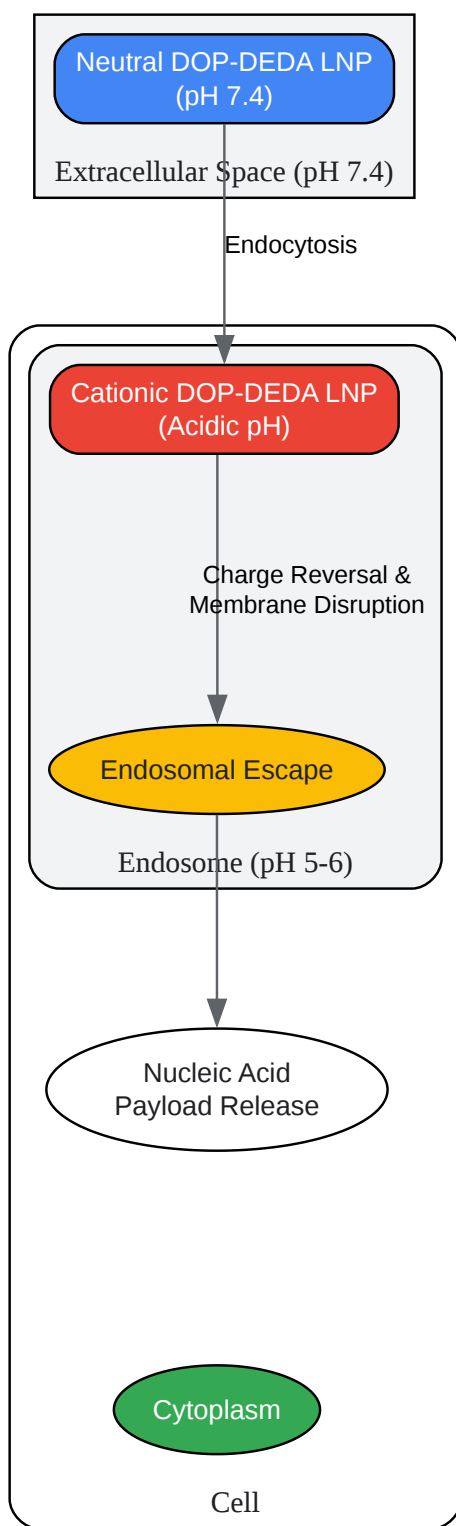 Neutral DOP-DEDA LNP
(pH 7.4)
Extracellular Space (pH 7.4)
Endocytosis
Cationic DOP-DEDA LNP
(Acidic pH)
Charge Reversal &
Membrane Disruption
Endosomal Escape
Endosome (pH 5-6)
Nucleic Acid
Payload Release
Cytoplasm
Cell